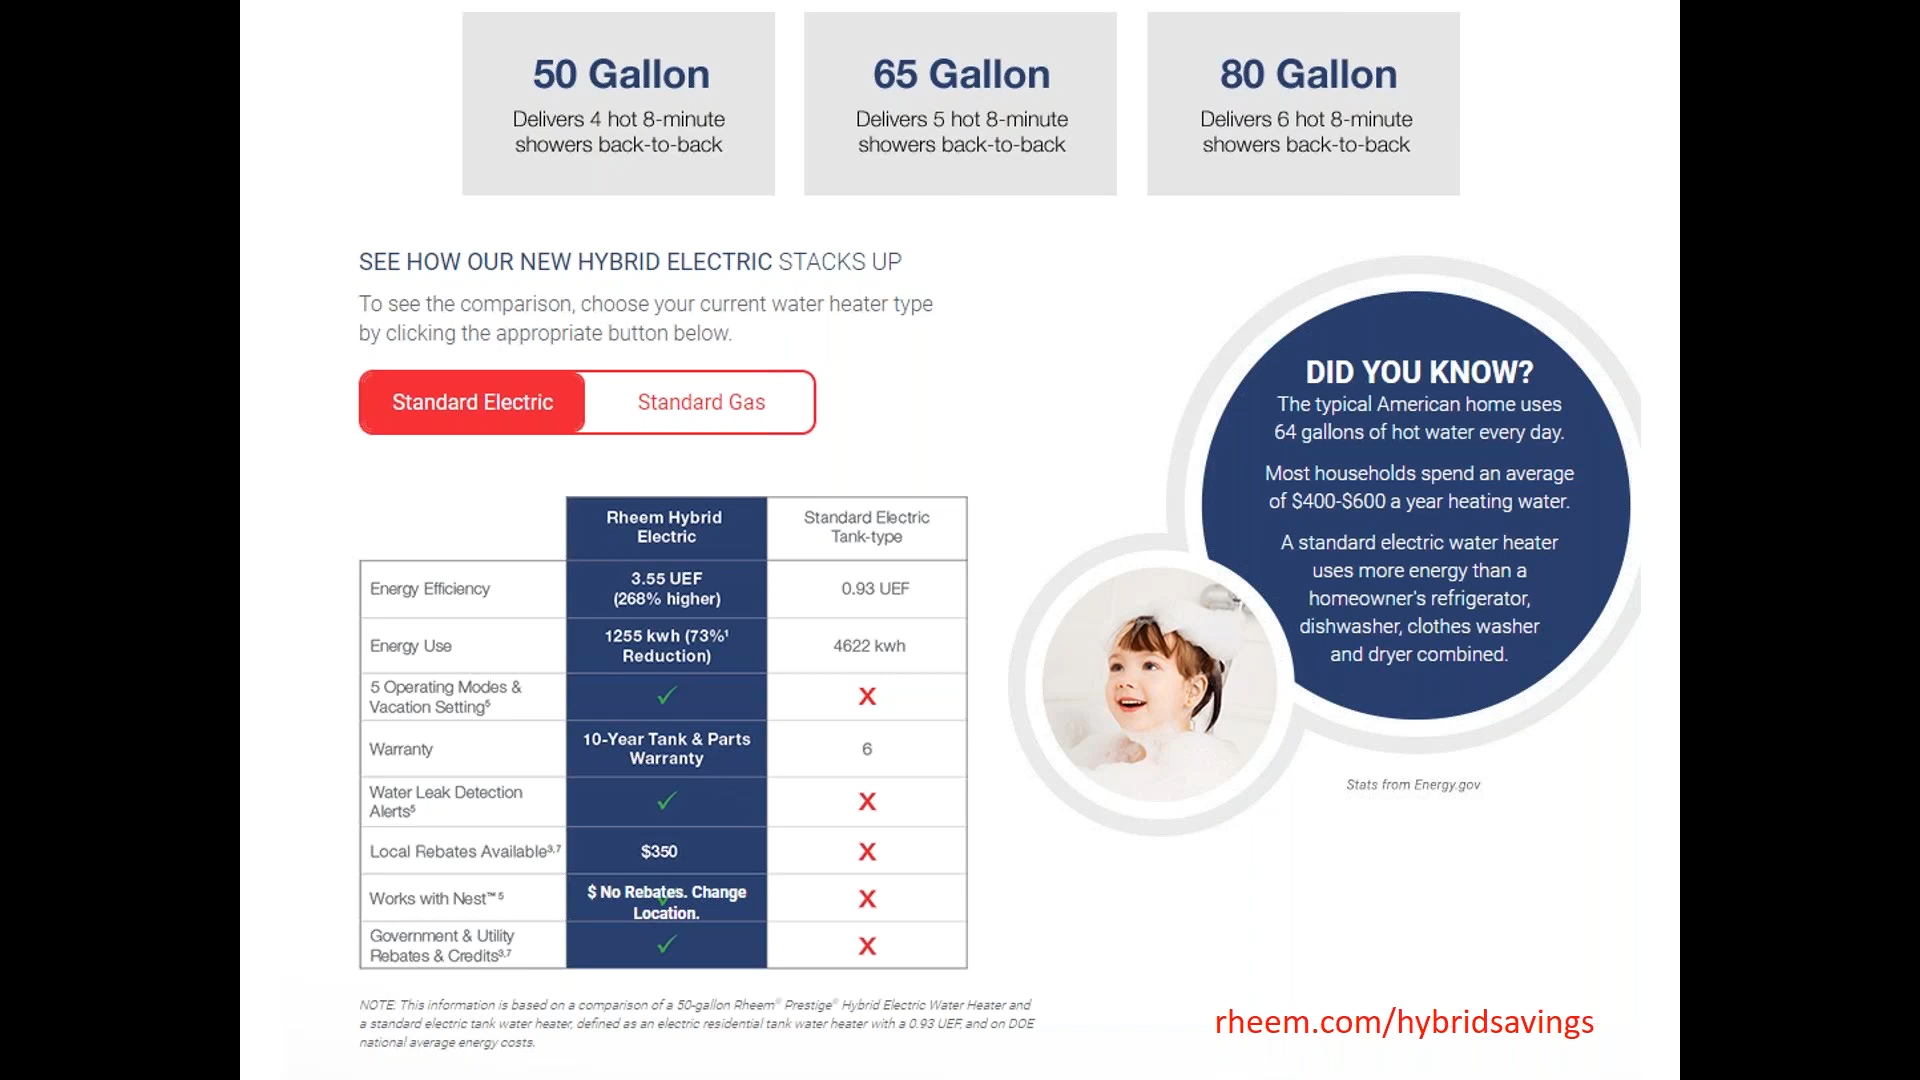 50 Gallon
Delivers 4 hot 8-minute
showers back-to-back
65 Gallon
Delivers 5 hot 8-minute
showers back-to-back
80 Gallon
Delivers 6 hot 8-minute
showers back-to-back
SEE HOW OUR NEW HYBRID ELECTRIC STACKS UP
To see the comparison, choose your current water heater type
by clicking the appropriate button below.
Standard Electric
Standard Gas
Rheem Hybrid
Electric
Standard Electric
Tank-type
Energy Efficiency
3.55 UEF
(268% higher)
0.93 UEF
Energy Use
1255 kwh (73%¹
Reduction)
4622 kwh
5 Operating Modes &
Vacation Setting⁵
✓
X
Warranty
10-Year Tank & Parts
Warranty
6
Water Leak Detection
Alerts⁵
✓
X
Local Rebates Available³,⁷
$350
X
Works with Nest™ ⁵
$ No Rebates. Change
Location.
X
Government & Utility
Rebates & Credits³,⁷
✓
X
NOTE: This information is based on a comparison of a 50-gallon Rheem® Prestige® Hybrid Electric Water Heater and
a standard electric tank water heater, defined as an electric residential tank water heater with a 0.93 UEF, and on DOE
national average energy costs.
DID YOU KNOW?
The typical American home uses
64 gallons of hot water every day.
Most households spend an average
of $400-$600 a year heating water.
A standard electric water heater
uses more energy than a
homeowner's refrigerator,
dishwasher, clothes washer
and dryer combined.
Stats from Energy.gov
rheem.com/hybridsavings